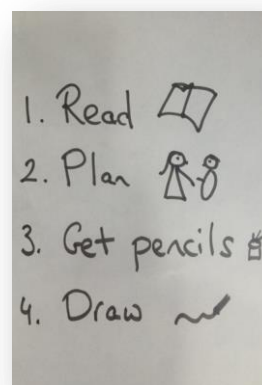 1. Read
2. Plan
3. Get pencils
4. Draw